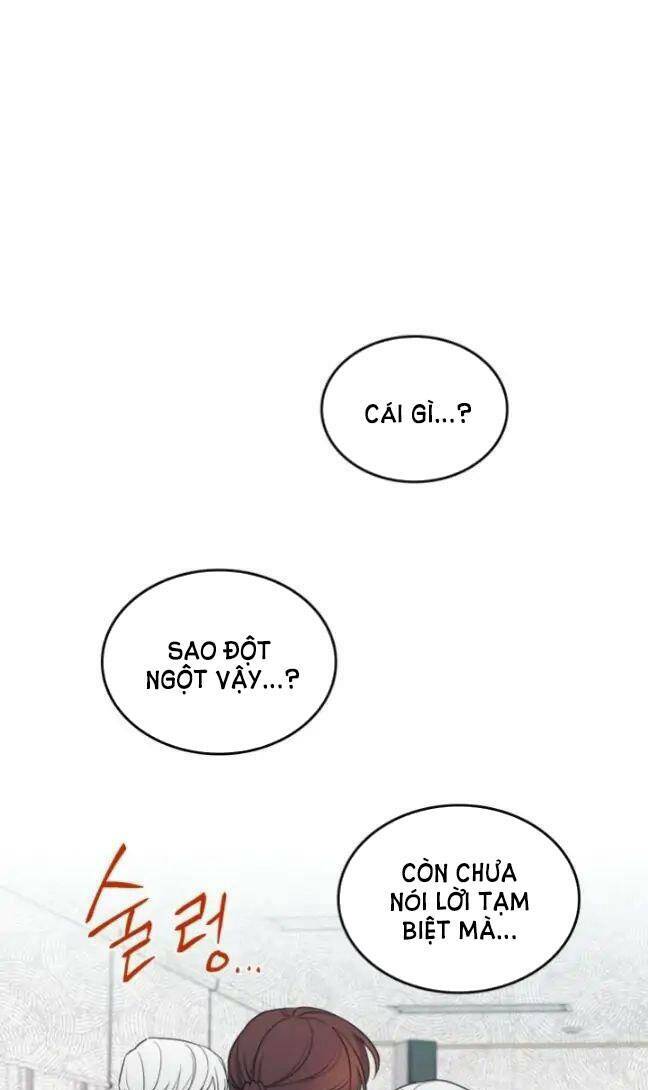 CÁI GÌ...?
SAO ĐỘT
NGỘT VẬY...?
CÒN CHƯA
NÓI LỜI TẠM
BIỆT MÀ...
술렁...